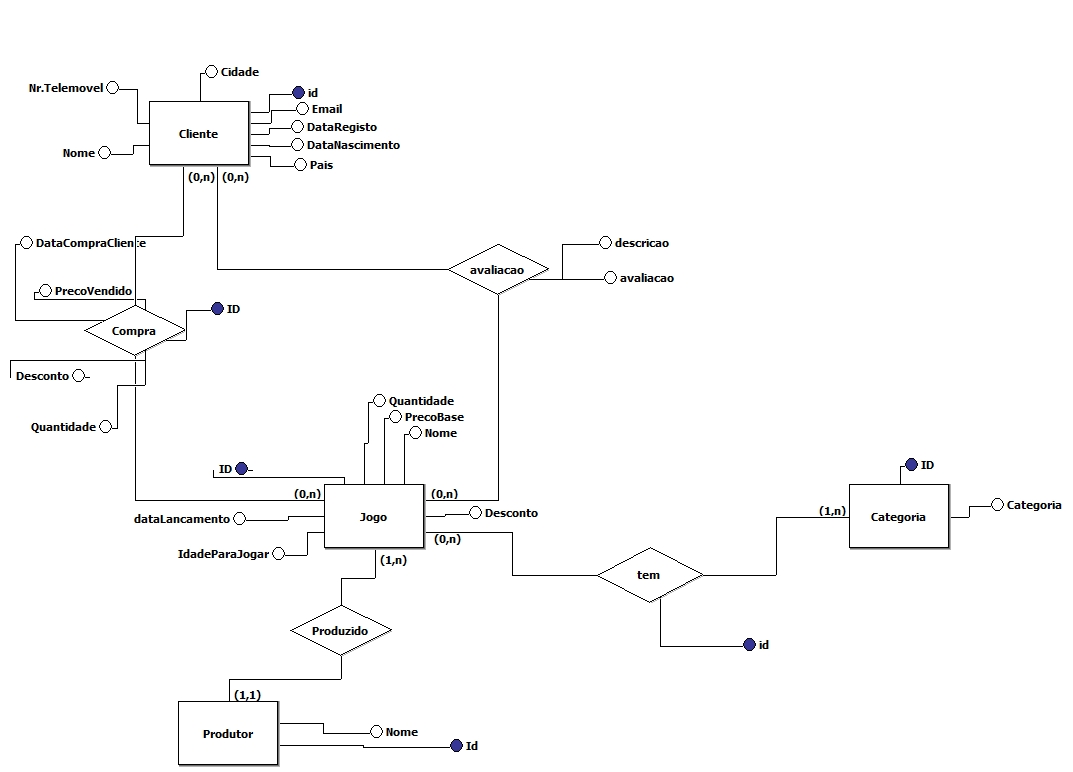 Cidade
Nr.Telemovel
id
Email
DataRegisto
Cliente
DataNascimento
Nome
Pais
(0,n) (0,n)
DataCompraCliente
descricao
avaliacao
avaliacao
PrecoVendido
ID
Compra
Desconto
Quantidade
Quantidade
PrecoBase
Nome
ID
ID
(0,n)
(0,n)
Categoria
(1,n)
Desconto
dataLancamento
Jogo
Categoria
(0,n)
IdadeParaJogar
(1,n)
tem
Produzido
id
(1,1)
Nome
Produtor
Id